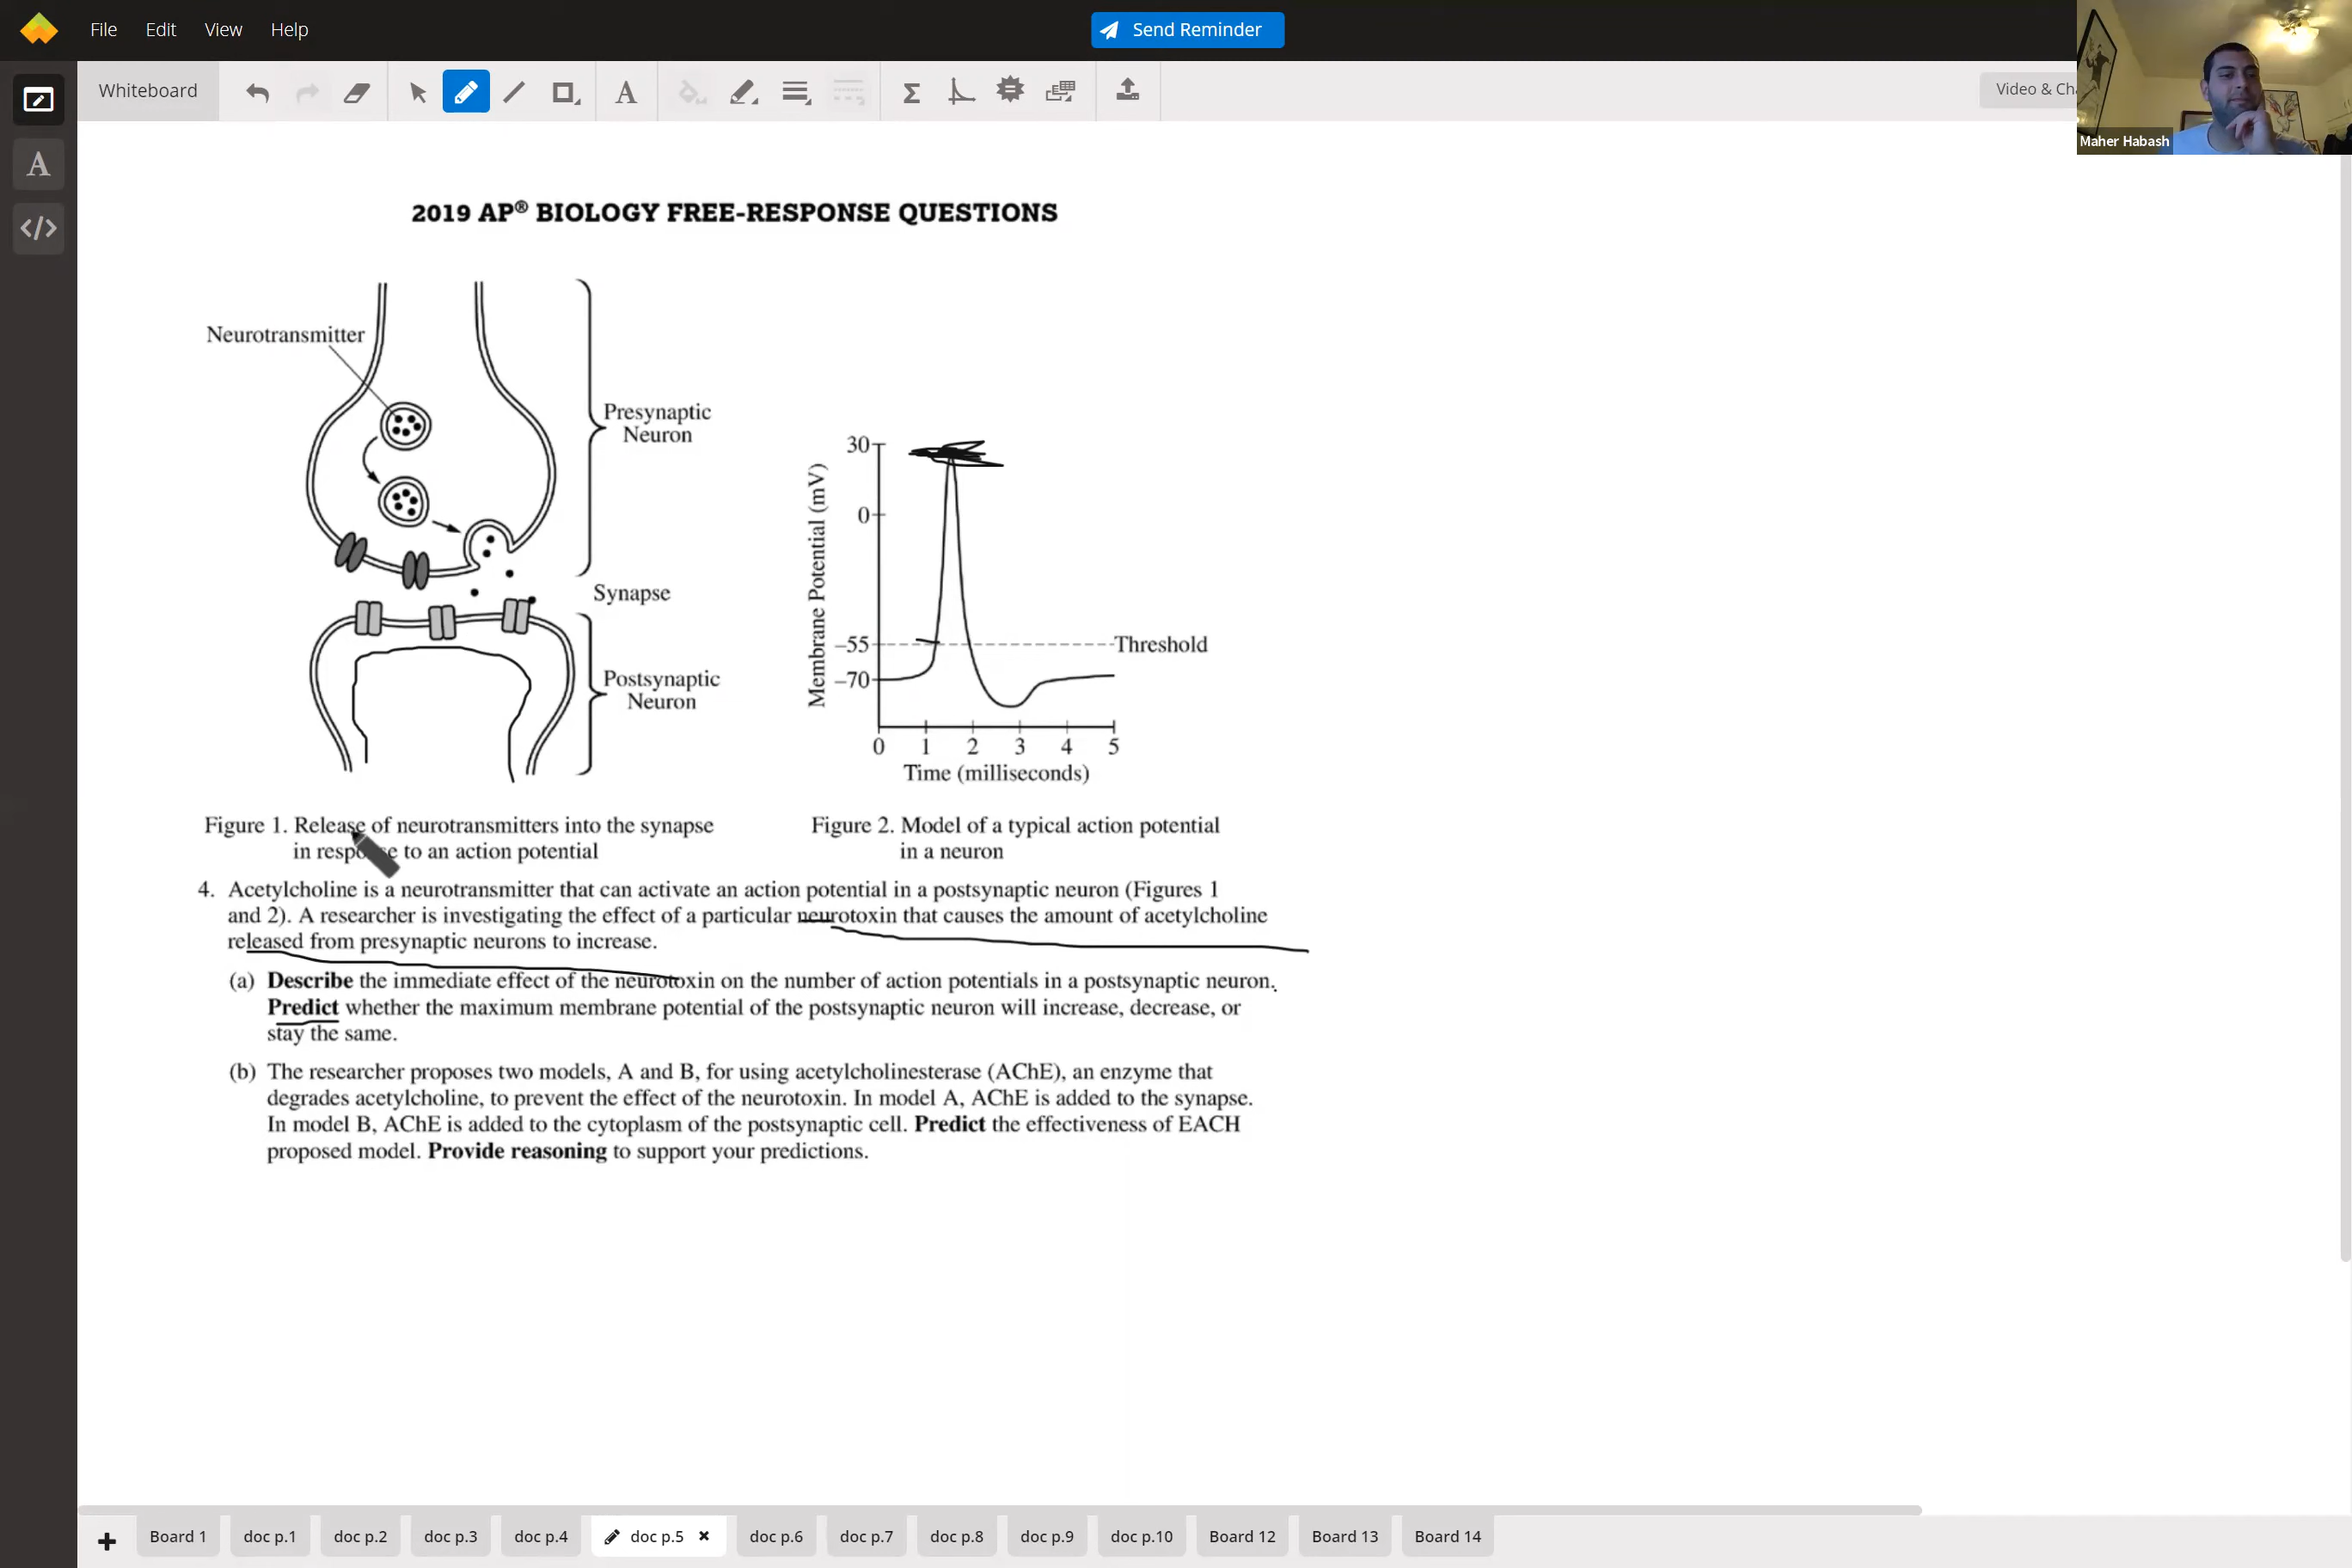 File Edit View Help
Send Reminder
Whiteboard
Video & Cha
Maher Habash
2019 AP® BIOLOGY FREE-RESPONSE QUESTIONS
Neurotransmitter
Presynaptic
Neuron
Synapse
Postsynaptic
Neuron
30
0
–55
–70
Threshold
Membrane Potential (mV)
0 1 2 3 4 5
Time (milliseconds)
Figure 1. Release of neurotransmitters into the synapse
in response to an action potential
Figure 2. Model of a typical action potential
in a neuron
4. Acetylcholine is a neurotransmitter that can activate an action potential in a postsynaptic neuron (Figures 1
and 2). A researcher is investigating the effect of a particular neurotoxin that causes the amount of acetylcholine
released from presynaptic neurons to increase.
(a) Describe the immediate effect of the neurotoxin on the number of action potentials in a postsynaptic neuron.
Predict whether the maximum membrane potential of the postsynaptic neuron will increase, decrease, or
stay the same.
(b) The researcher proposes two models, A and B, for using acetylcholinesterase (AChE), an enzyme that
degrades acetylcholine, to prevent the effect of the neurotoxin. In model A, AChE is added to the synapse.
In model B, AChE is added to the cytoplasm of the postsynaptic cell. Predict the effectiveness of EACH
proposed model. Provide reasoning to support your predictions.
Board 1 doc p.1 doc p.2 doc p.3 doc p.4 doc p.5 doc p.6 doc p.7 doc p.8 doc p.9 doc p.10 Board 12 Board 13 Board 14